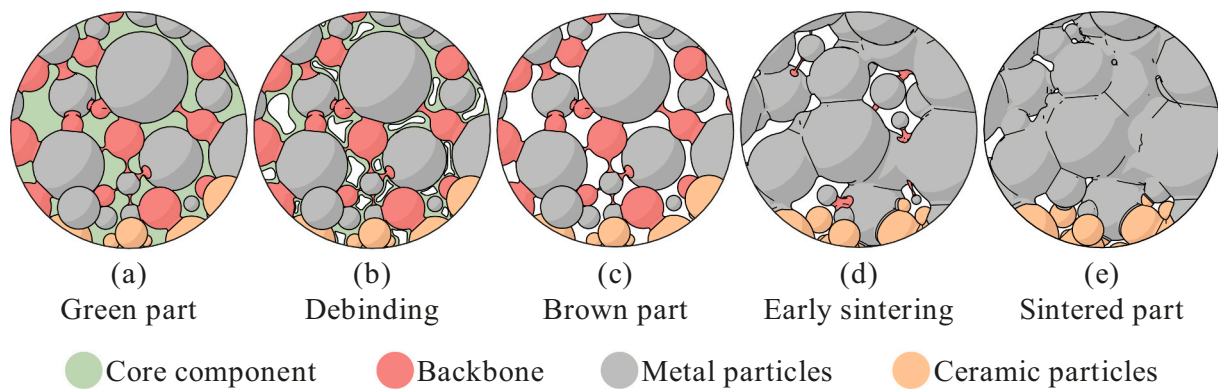 (a) (b) (c) (d) (e)
Green part Debinding Brown part Early sintering Sintered part
Core component Backbone Metal particles Ceramic particles